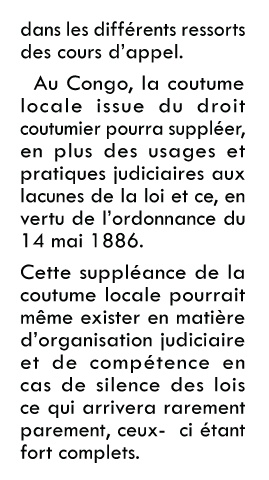 dans les différents ressorts
des cours d'appel.
Au Congo, la coutume
locale issue du droit
coutumier pourra suppléer,
en plus des usages et
pratiques judiciaires aux
lacunes de la loi et ce, en
vertu de l'ordonnance du
14 mai 1886.
Cette suppléance de la
coutume locale pourrait
même exister en matière
d'organisation judiciaire
et de compétence en
cas de silence des lois
ce qui arrivera rarement
parement, ceux- ci étant
fort complets.